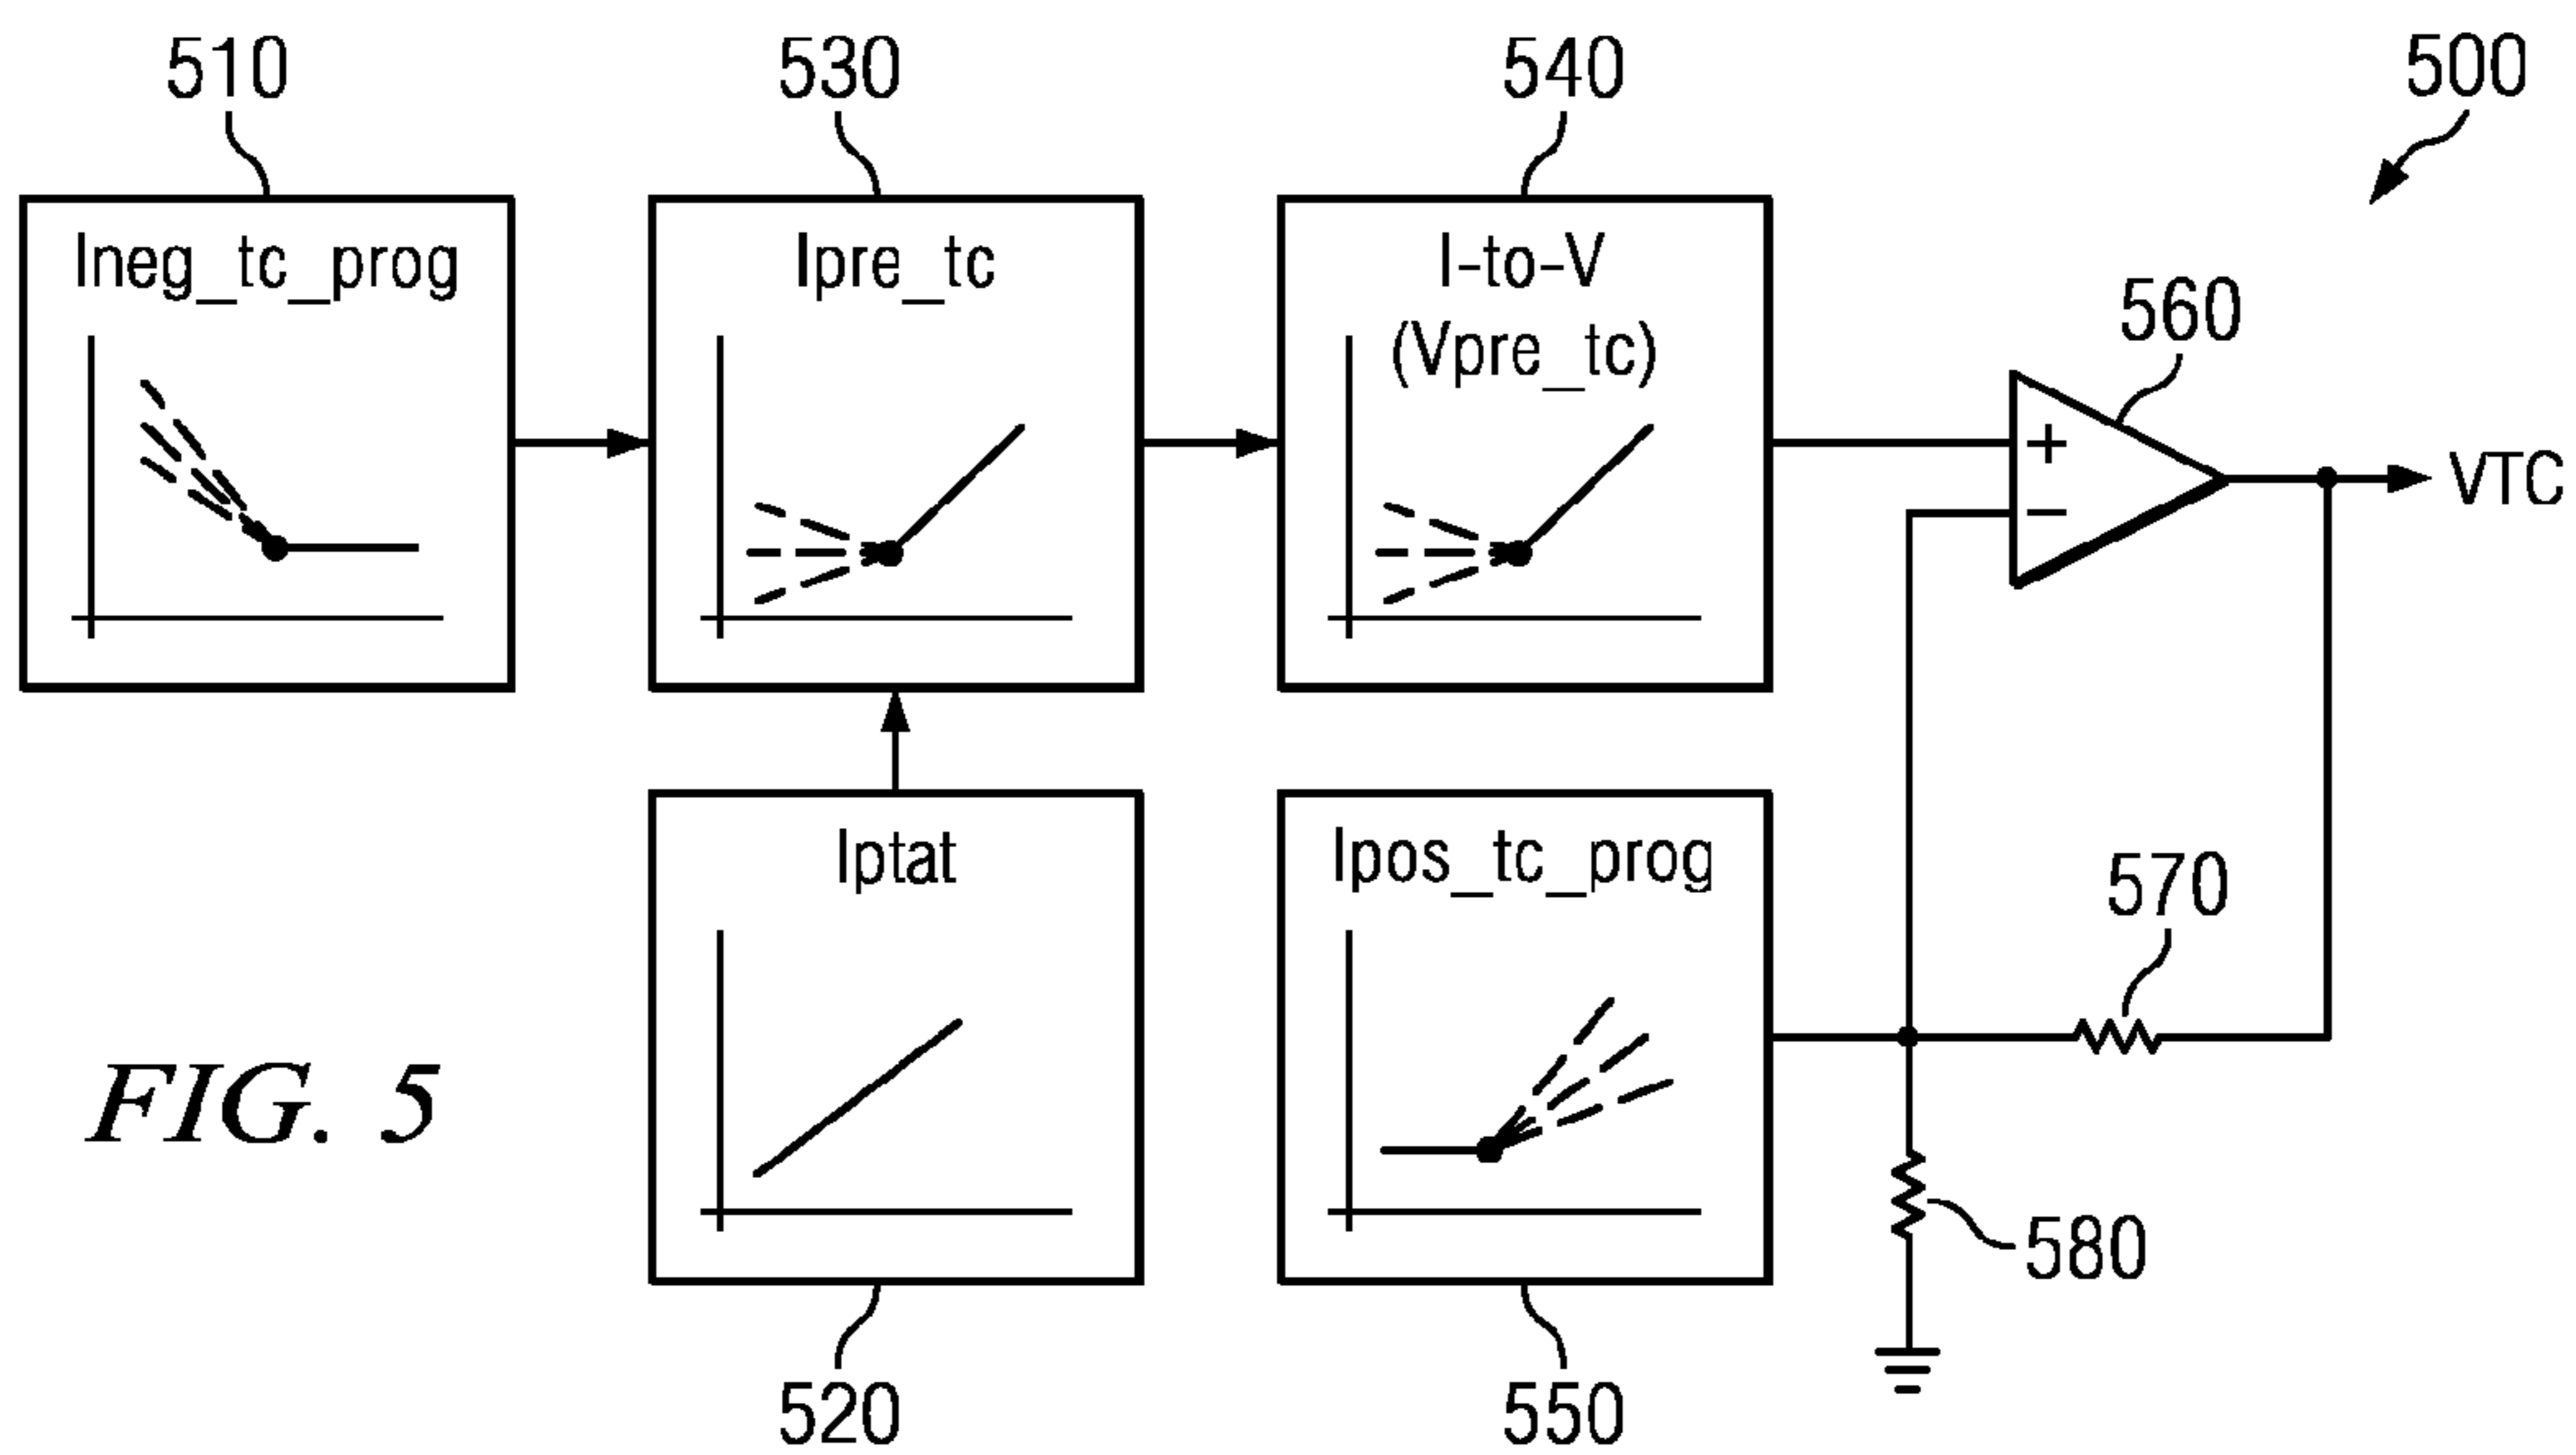 510
530
540
500
Ineg_tc_prog
Ipre_tc
I-to-V
(Vpre_tc)
560
+
−
VTC
Iptat
Ipos_tc_prog
570
580
FIG. 5
520
550